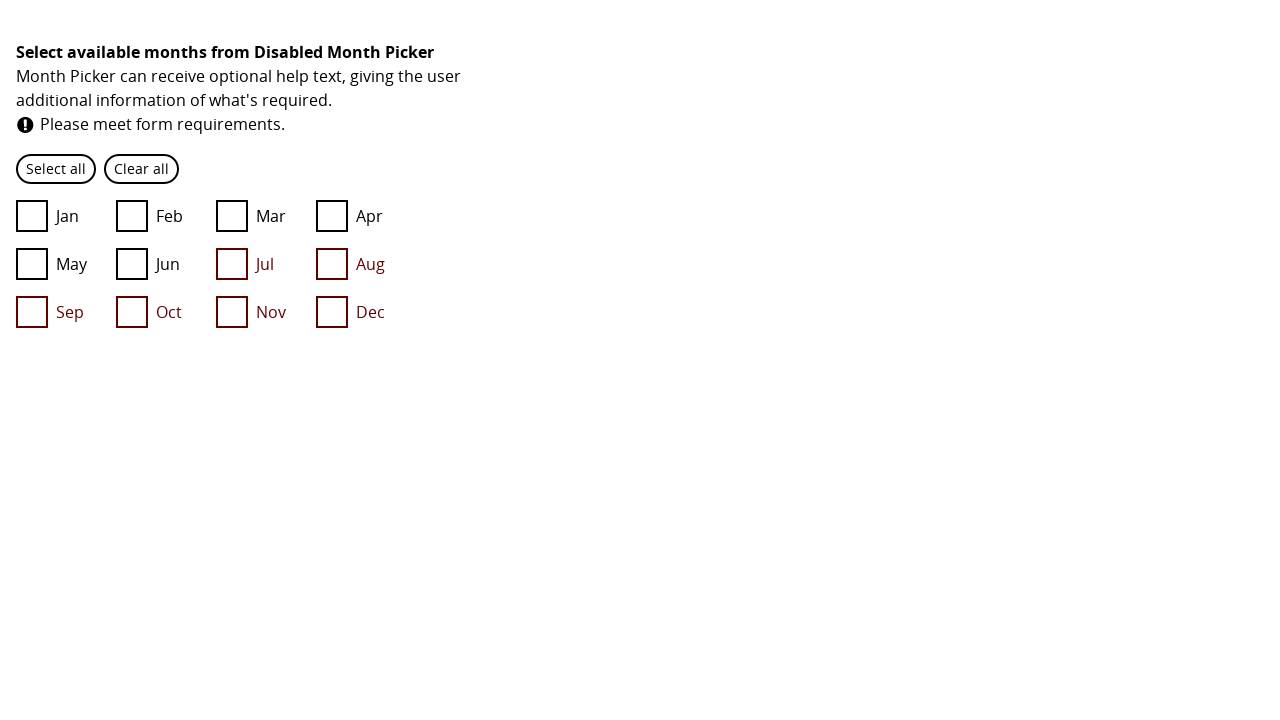 Select available months from Disabled Month Picker
Month Picker can receive optional help text, giving the user
additional information of what's required.
Please meet form requirements.
Select all Clear all
Jan Feb Mar Apr
May Jun Jul Aug
Sep Oct Nov Dec